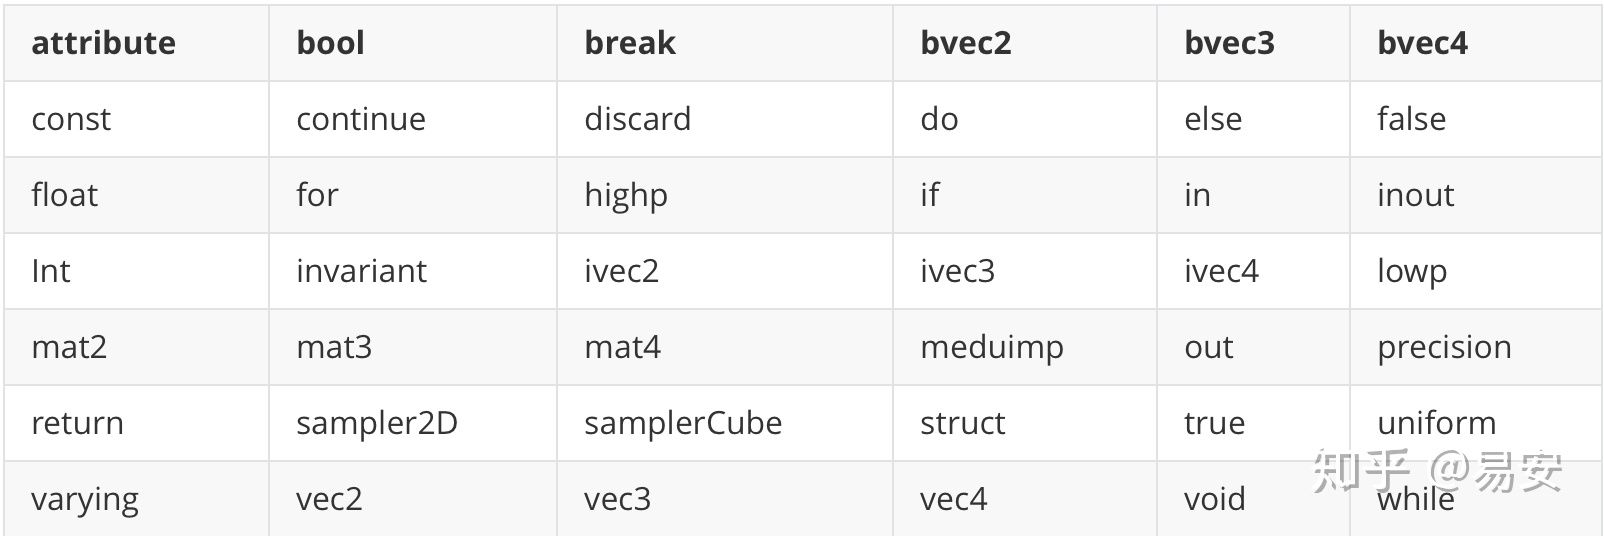 attribute bool break bvec2 bvec3 bvec4
const continue discard do else false
float for highp if in inout
Int invariant ivec2 ivec3 ivec4 lowp
mat2 mat3 mat4 meduimp out precision
return sampler2D samplerCube struct true uniform
知乎 @易安
varying vec2 vec3 vec4 void while